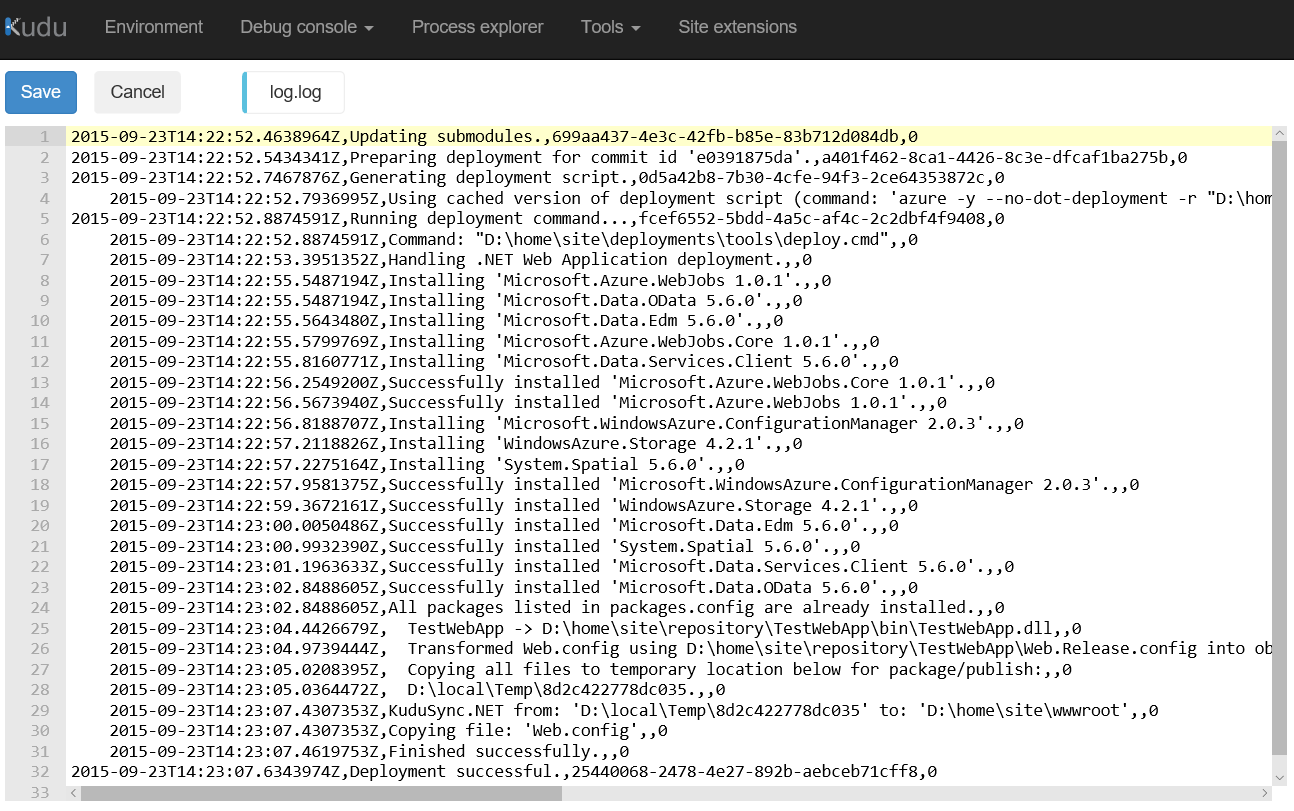 Kudu Environment Debug console Process explorer Tools Site extensions
Save Cancel log.log
1 2015-09-23T14:22:52.4638964Z,Updating submodules.,699aa437-4e3c-42fb-b85e-83b712d084db,0
2 2015-09-23T14:22:52.5434341Z,Preparing deployment for commit id 'e0391875da'.,a401f462-8ca1-4426-8c3e-dfcaf1ba275b,0
3 2015-09-23T14:22:52.7467876Z,Generating deployment script.,0d5a42b8-7b30-4cfe-94f3-2ce64353872c,0
4 2015-09-23T14:22:52.7936995Z,Using cached version of deployment script (command: 'azure -y --no-dot-deployment -r "D:\hom
5 2015-09-23T14:22:52.8874591Z,Running deployment command...,fcef6552-5bdd-4a5c-af4c-2c2dbf4f9408,0
6 2015-09-23T14:22:52.8874591Z,Command: "D:\home\site\deployments\tools\deploy.cmd",,0
7 2015-09-23T14:22:53.3951352Z,Handling .NET Web Application deployment.,,0
8 2015-09-23T14:22:55.5487194Z,Installing 'Microsoft.Azure.WebJobs 1.0.1'.,,0
9 2015-09-23T14:22:55.5487194Z,Installing 'Microsoft.Data.OData 5.6.0'.,,0
10 2015-09-23T14:22:55.5643480Z,Installing 'Microsoft.Data.Edm 5.6.0'.,,0
11 2015-09-23T14:22:55.5799769Z,Installing 'Microsoft.Azure.WebJobs.Core 1.0.1'.,,0
12 2015-09-23T14:22:55.8160771Z,Installing 'Microsoft.Data.Services.Client 5.6.0'.,,0
13 2015-09-23T14:22:56.2549200Z,Successfully installed 'Microsoft.Azure.WebJobs.Core 1.0.1'.,,0
14 2015-09-23T14:22:56.5673940Z,Successfully installed 'Microsoft.Azure.WebJobs 1.0.1'.,,0
15 2015-09-23T14:22:56.8188707Z,Installing 'Microsoft.WindowsAzure.ConfigurationManager 2.0.3'.,,0
16 2015-09-23T14:22:57.2118826Z,Installing 'WindowsAzure.Storage 4.2.1'.,,0
17 2015-09-23T14:22:57.2275164Z,Installing 'System.Spatial 5.6.0'.,,0
18 2015-09-23T14:22:57.9581375Z,Successfully installed 'Microsoft.WindowsAzure.ConfigurationManager 2.0.3'.,,0
19 2015-09-23T14:22:59.3672161Z,Successfully installed 'WindowsAzure.Storage 4.2.1'.,,0
20 2015-09-23T14:23:00.0050486Z,Successfully installed 'Microsoft.Data.Edm 5.6.0'.,,0
21 2015-09-23T14:23:00.9932390Z,Successfully installed 'System.Spatial 5.6.0'.,,0
22 2015-09-23T14:23:01.1963633Z,Successfully installed 'Microsoft.Data.Services.Client 5.6.0'.,,0
23 2015-09-23T14:23:02.8488605Z,Successfully installed 'Microsoft.Data.OData 5.6.0'.,,0
24 2015-09-23T14:23:02.8488605Z,All packages listed in packages.config are already installed.,,0
25 2015-09-23T14:23:04.4426679Z,  TestWebApp -> D:\home\site\repository\TestWebApp\bin\TestWebApp.dll,,0
26 2015-09-23T14:23:04.9739444Z,  Transformed Web.config using D:\home\site\repository\TestWebApp\Web.Release.config into ob
27 2015-09-23T14:23:05.0208395Z,  Copying all files to temporary location below for package/publish:,,0
28 2015-09-23T14:23:05.0364472Z,  D:\local\Temp\8d2c422778dc035.,,0
29 2015-09-23T14:23:07.4307353Z,KuduSync.NET from: 'D:\local\Temp\8d2c422778dc035' to: 'D:\home\site\wwwroot',,0
30 2015-09-23T14:23:07.4307353Z,Copying file: 'Web.config',,0
31 2015-09-23T14:23:07.4619753Z,Finished successfully.,,0
32 2015-09-23T14:23:07.6343974Z,Deployment successful.,25440068-2478-4e27-892b-aebceb71cff8,0
33